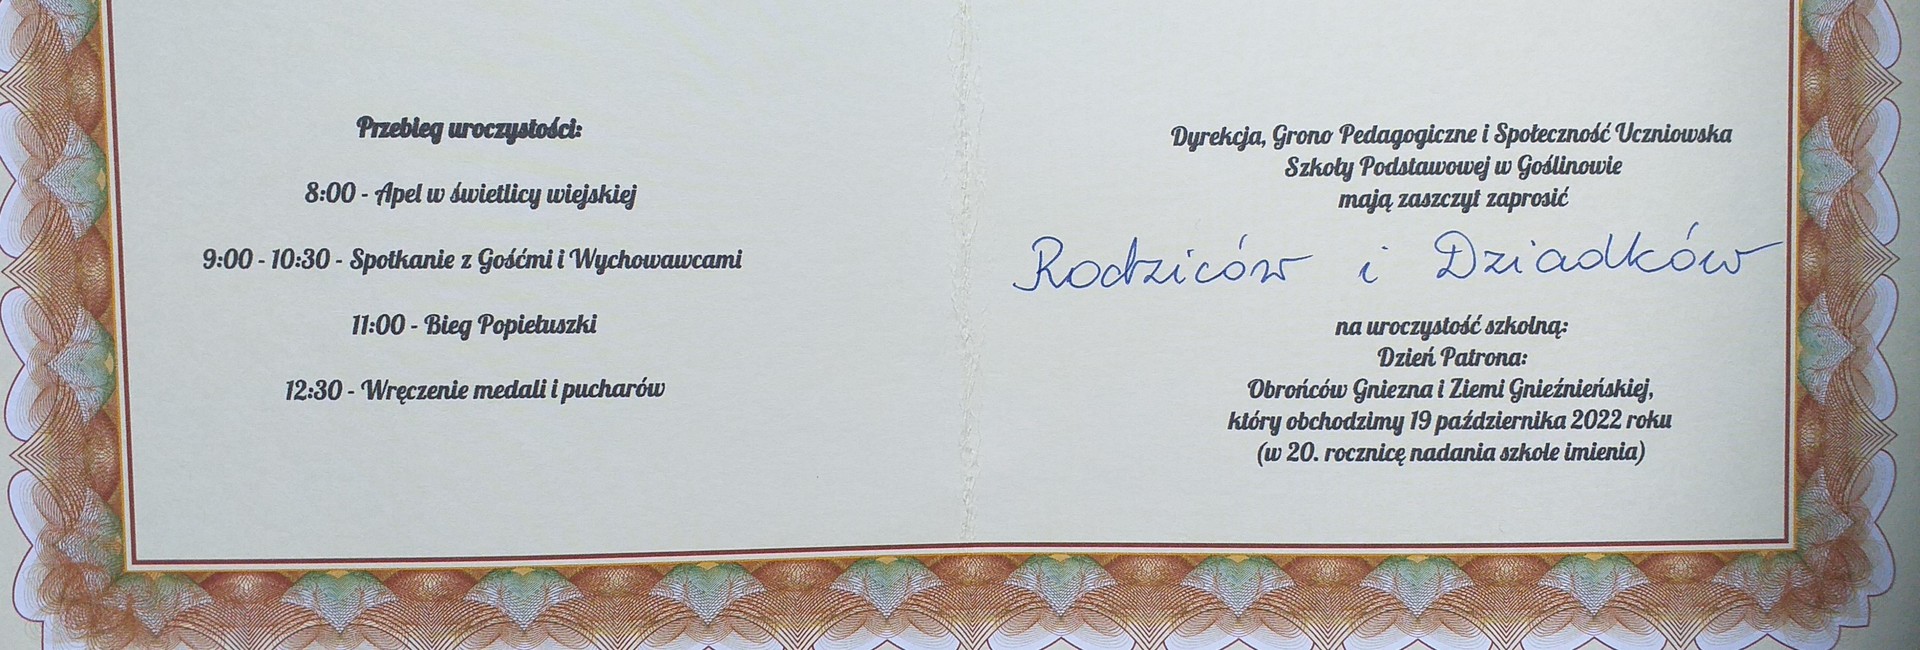 Przebieg uroczystości:
8:00 - Apel w świetlicy wiejskiej
9:00 - 10:30 - Spotkanie z Gośćmi i Wychowawcami
11:00 - Bieg Popiełuszki
12:30 - Wręczenie medali i pucharów
Dyrekcja, Grono Pedagogiczne i Społeczność Uczniowska
Szkoły Podstawowej w Goślinowie
mają zaszczyt zaprosić
Rodziców i Dziadków
na uroczystość szkolną:
Dzień Patrona:
Obrońców Gniezna i Ziemi Gnieźnieńskiej,
który obchodzimy 19 października 2022 roku
(w 20. rocznicę nadania szkole imienia)